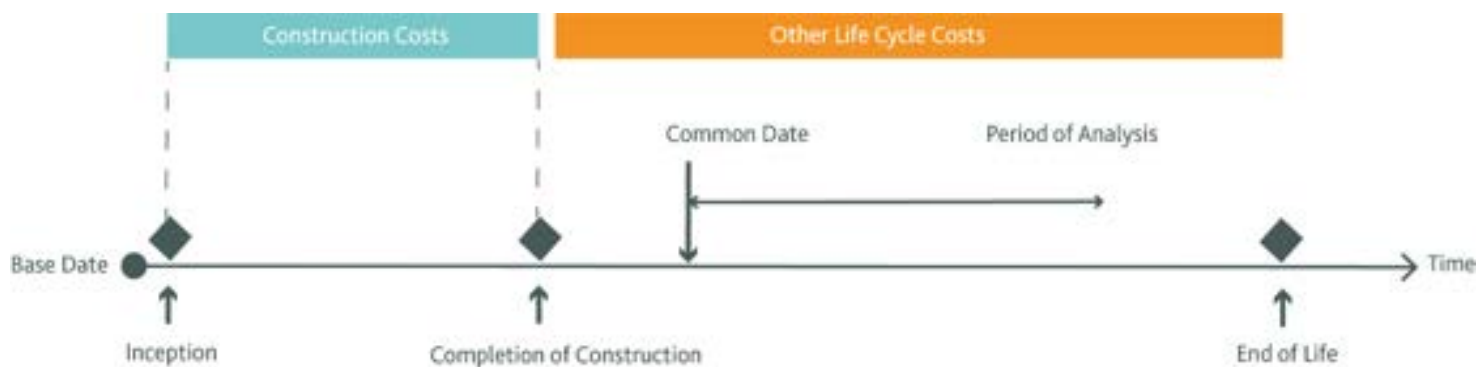 Construction Costs
Other Life Cycle Costs
Common Date
Period of Analysis
Base Date
Time
Inception
Completion of Construction
End of Life